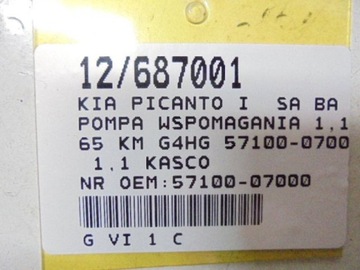 12/687001
KIA PICANTO I SA BA
POMPA WSPOMAGANIA 1,1
65 KM G4HG 57100-0700
1,1 KASCO
NR OEM:57100-07000
G VI 1 C